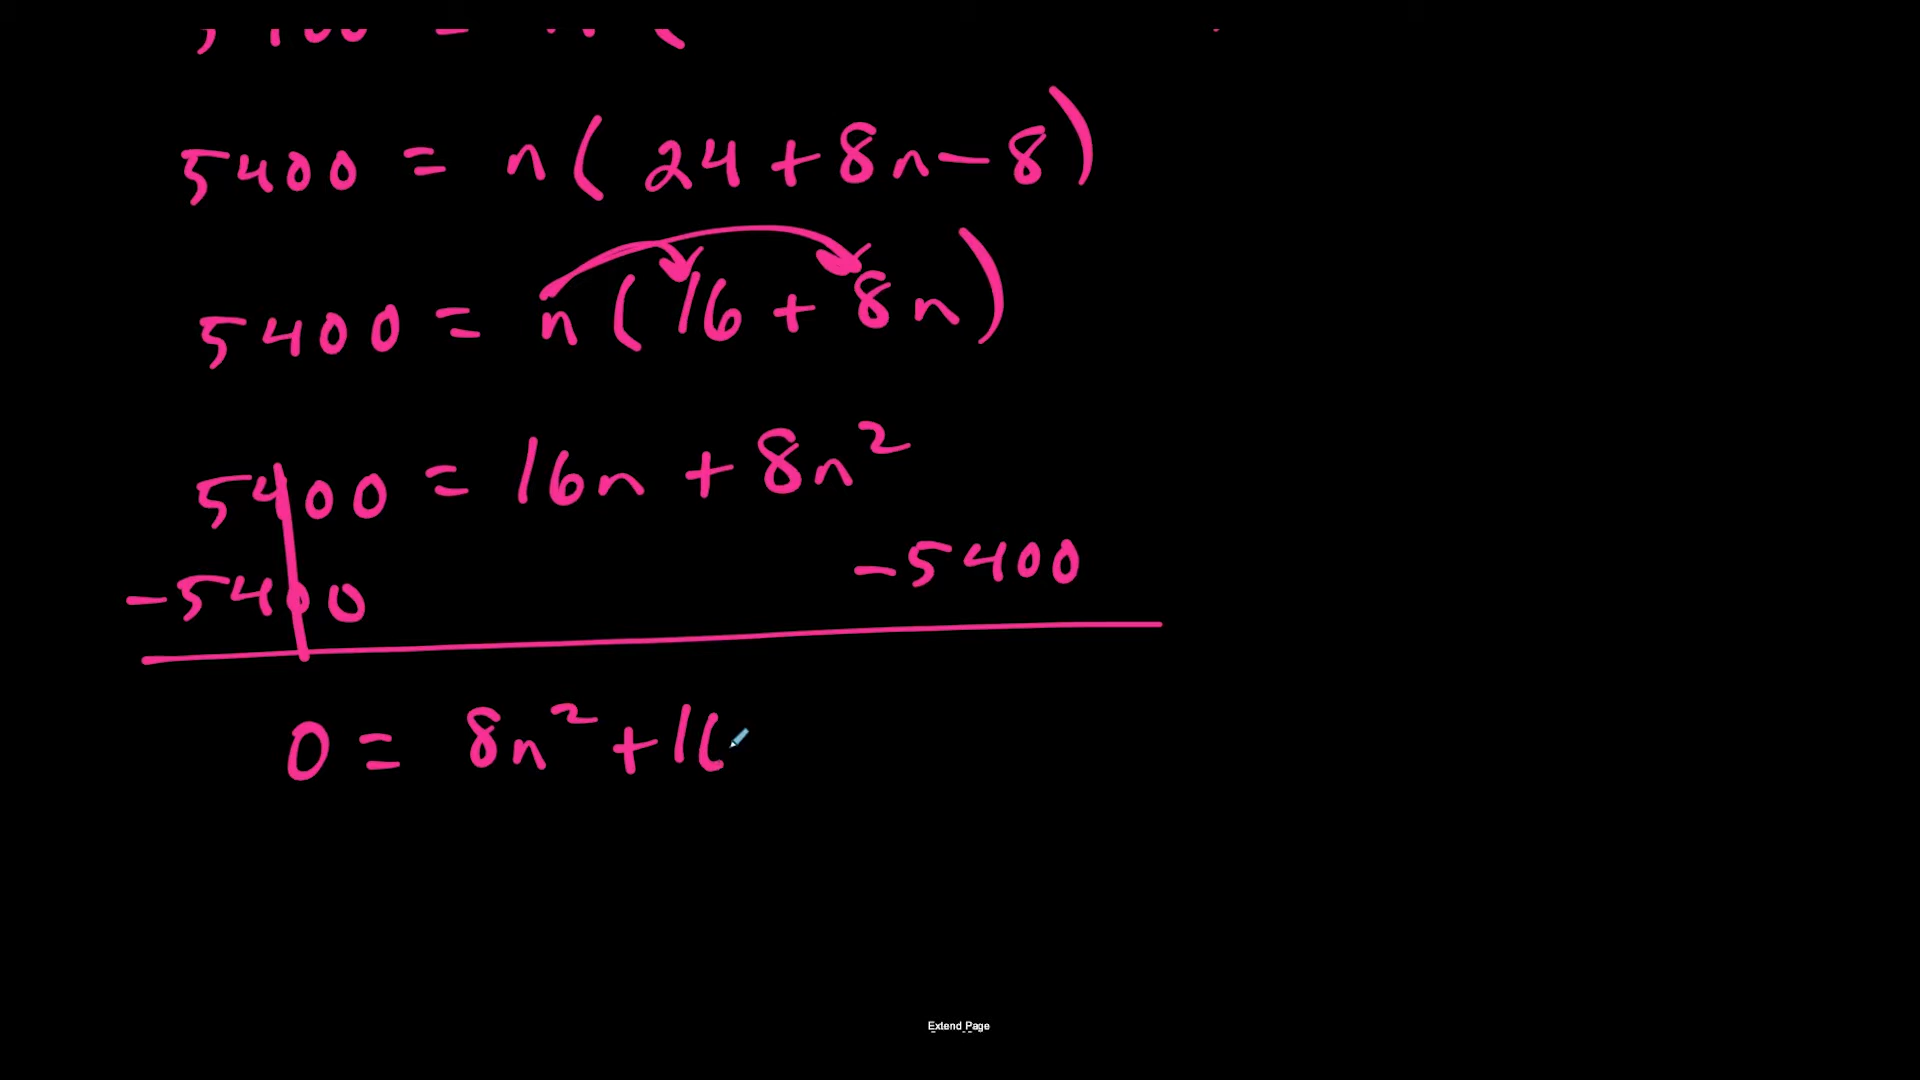 5400 = n(24+8n-8)
5400 = n(16+8n)
5400 = 16n+8n²
-5400 -5400
0 = 8n²+16
Extend Page